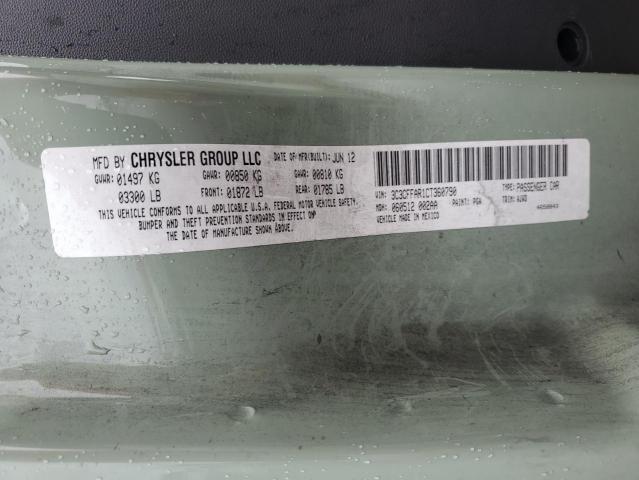 MFD BY CHRYSLER GROUP LLC
DATE OF MFR(BUILT): JUN 12
GVWR: 01497 KG
GAWR: 00850 KG
GAWR: 00810 KG
03300 LB
FRONT: 01872 LB
REAR: 01785 LB
THIS VEHICLE CONFORMS TO ALL APPLICABLE U.S.A. FEDERAL MOTOR VEHICLE SAFETY,
BUMPER AND THEFT PREVENTION STANDARDS IN EFFECT ON
THE DATE OF MANUFACTURE SHOWN ABOVE.
VIN: 3C3CFFAR1CT360790
TYPE: PASSENGER CAR
MDH: 060512 002AA
PAINT: PGA
TRIM:
VEHICLE MADE IN MEXICO